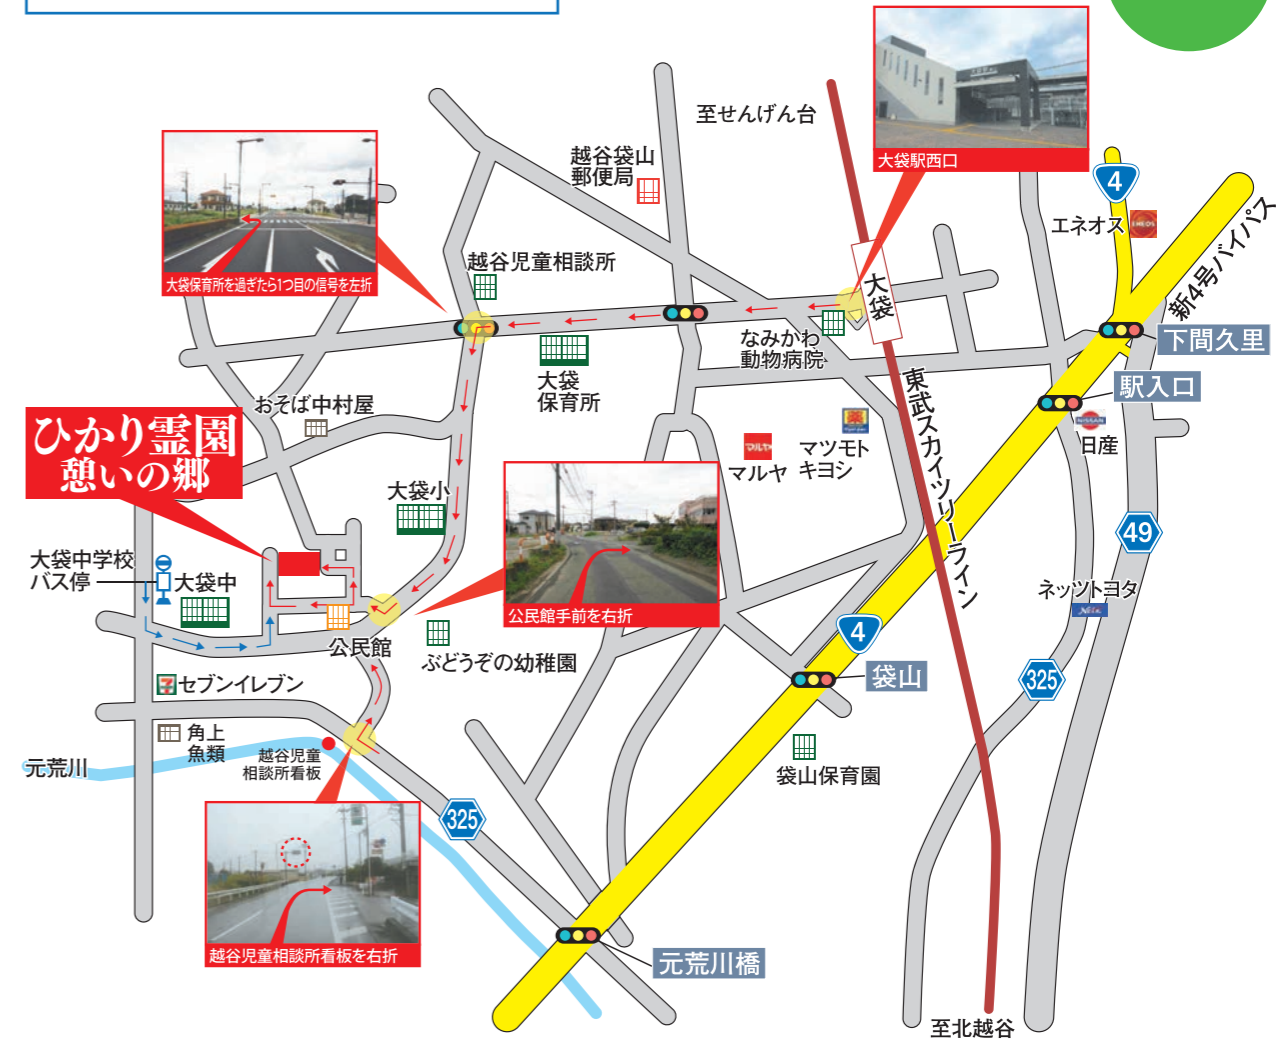 大袋駅西口
至せんげん台
越谷袋山
郵便局
4
エネオス
ENEOS
新4号バイパス
大袋保育所を過ぎたら1つ目の信号を左折
越谷児童相談所
大袋
なみかわ
動物病院
下間久里
駅入口
大袋
保育所
おそば中村屋
東武スカイツリーライン
ひかり霊園
憩いの郷
マルヤ
マルヤ
薬
マツモト
キヨシ
NISSAN
日産
大袋小
49
大袋中学校
バス停
大袋中
公民館手前を右折
ネッツトヨタ
4
公民館
ぶどうぞの幼稚園
袋山
325
セブンイレブン
角上
魚類
元荒川
越谷児童
相談所看板
袋山保育園
325
越谷児童相談所看板を右折
元荒川橋
至北越谷